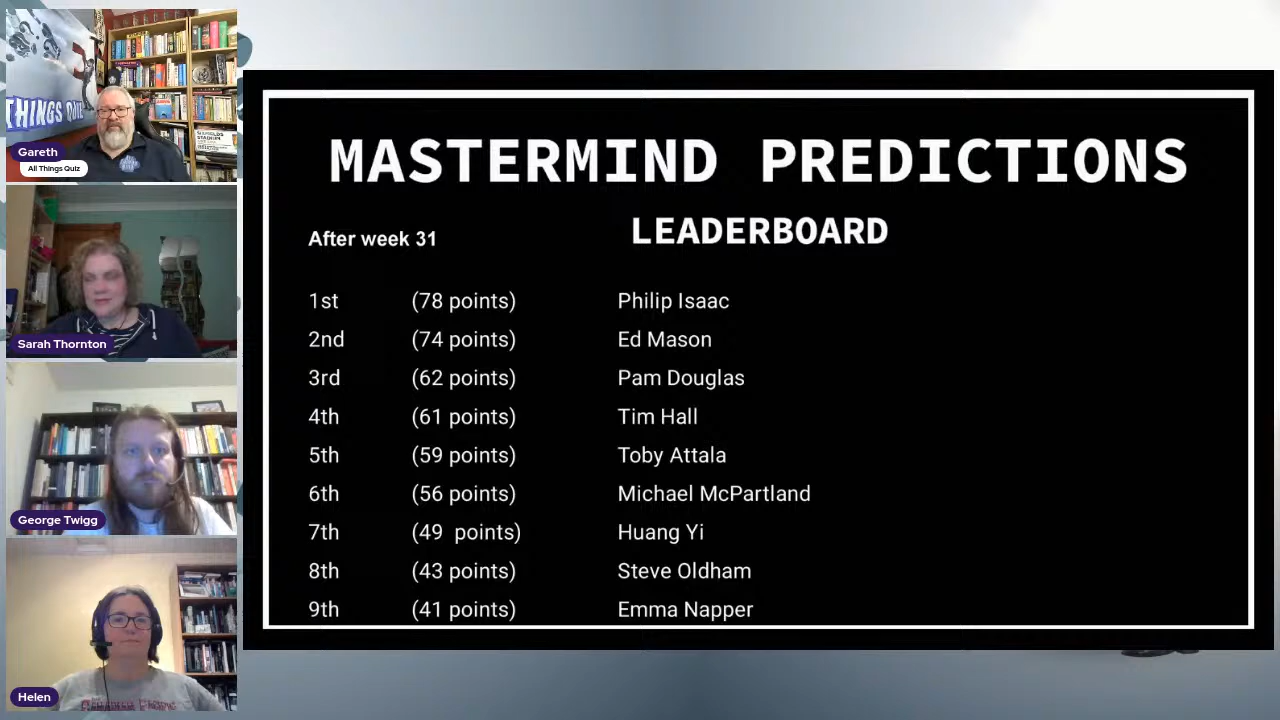 THINGS QUIZ
Gareth
All Things Quiz
Sarah Thornton
George Twigg
Helen
MASTERMIND PREDICTIONS
LEADERBOARD
After week 31
1st (78 points) Philip Isaac
2nd (74 points) Ed Mason
3rd (62 points) Pam Douglas
4th (61 points) Tim Hall
5th (59 points) Toby Attala
6th (56 points) Michael McPartland
7th (49 points) Huang Yi
8th (43 points) Steve Oldham
9th (41 points) Emma Napper